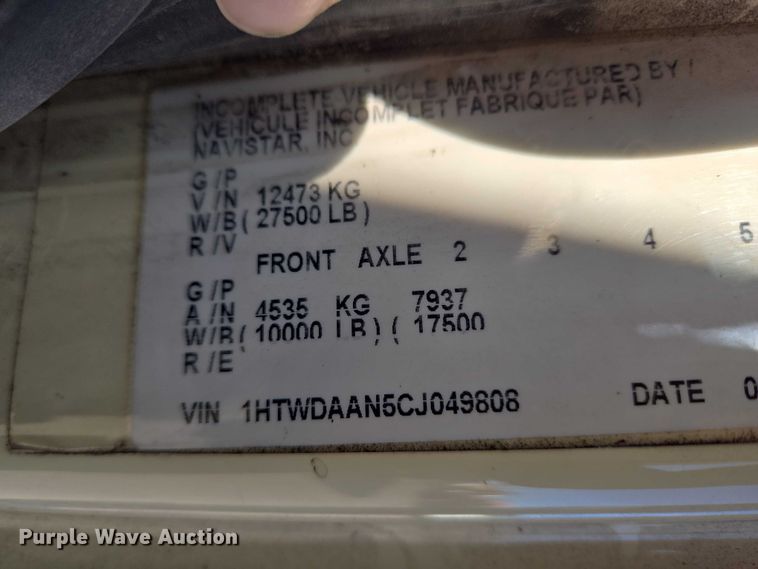 INCOMPLETE VEHICLE MANUFACTURED BY
(VEHICULE INCOMPLET FABRIQUE PAR)
NAVISTAR, INC
G/P
V/N 12473 KG
W/B ( 27500 LB )
R/V
FRONT AXLE 2 3 4 5
G/P
A/N 4535 KG 7937
W/B ( 10000 LB ) ( 17500
R/E
VIN 1HTWDAAN5CJ049808 DATE 0
Purple Wave Auction